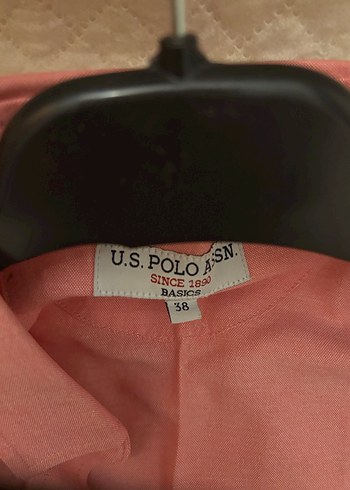 U.S. POLO ASSN.
SINCE 1890
BASICS
38